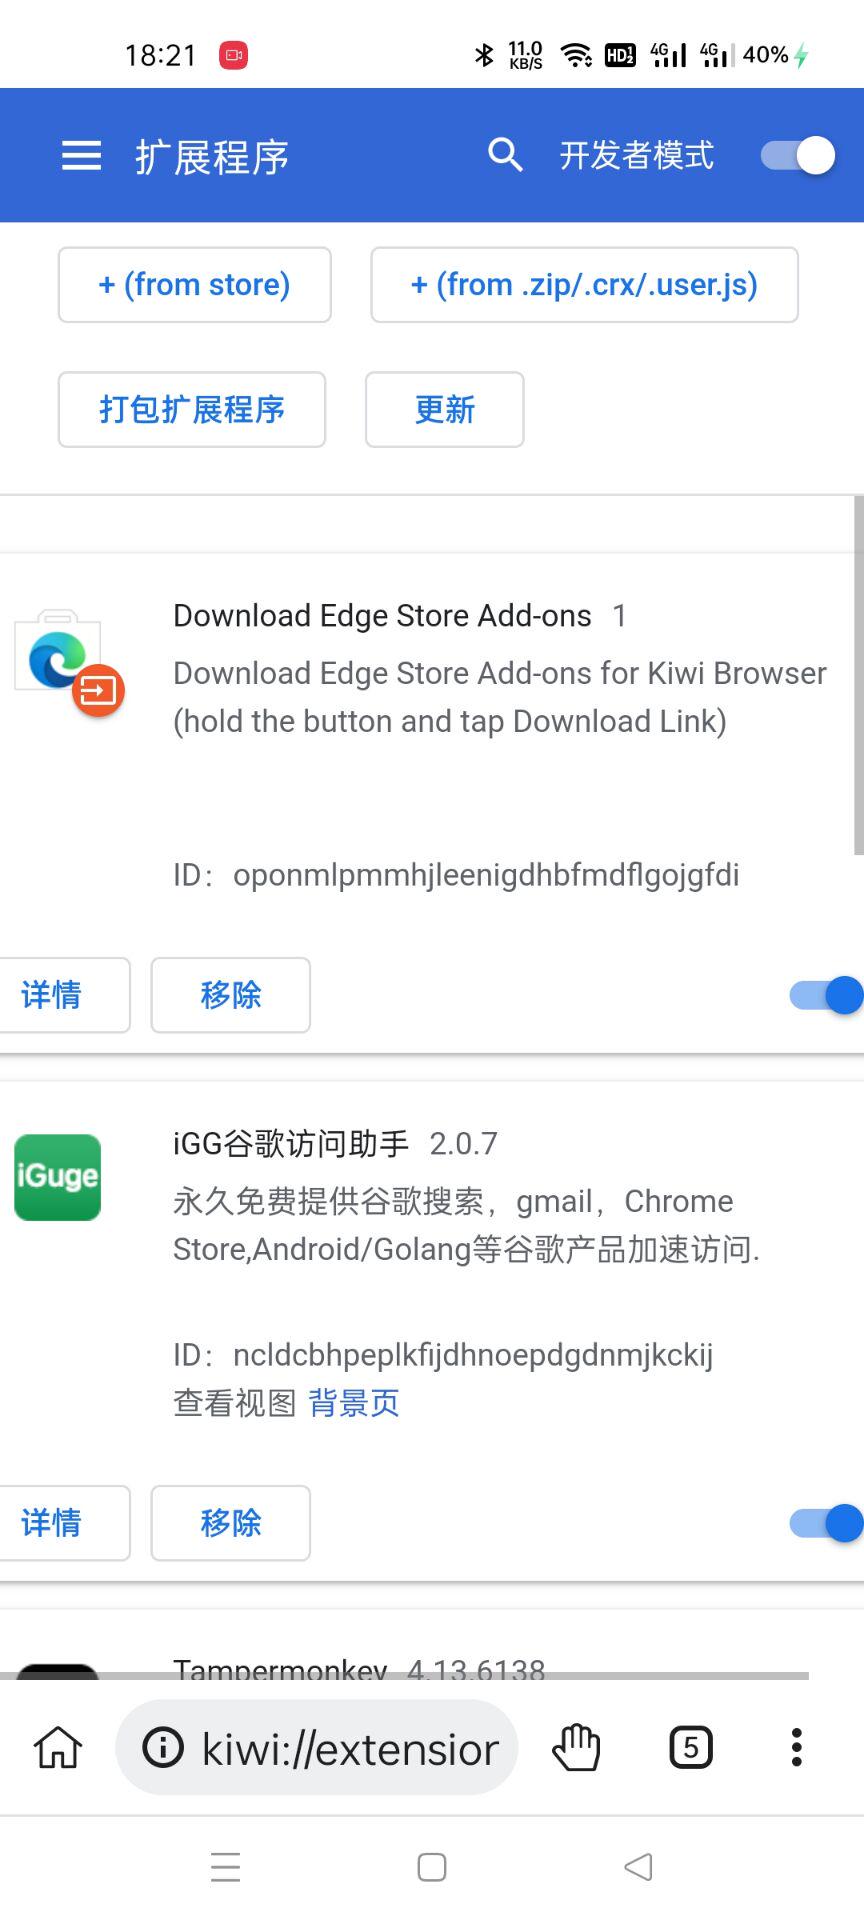 18:21 11.0 KB/S HD 1 2 4G 4G 40%
扩展程序 开发者模式
+ (from store) + (from .zip/.crx/.user.js)
打包扩展程序 更新
Download Edge Store Add-ons 1
Download Edge Store Add-ons for Kiwi Browser
(hold the button and tap Download Link)
ID: oponmlpmmhjleenigdhbfmdflgojgfdi
详情 移除
iGuge
iGG谷歌访问助手 2.0.7
永久免费提供谷歌搜索，gmail，Chrome
Store,Android/Golang等谷歌产品加速访问.
ID: ncldcbhpeplkfijdhnoepdgdnmjkckij
查看视图 背景页
详情 移除
Tampermonkey 4.13.6138
kiwi://extension 5